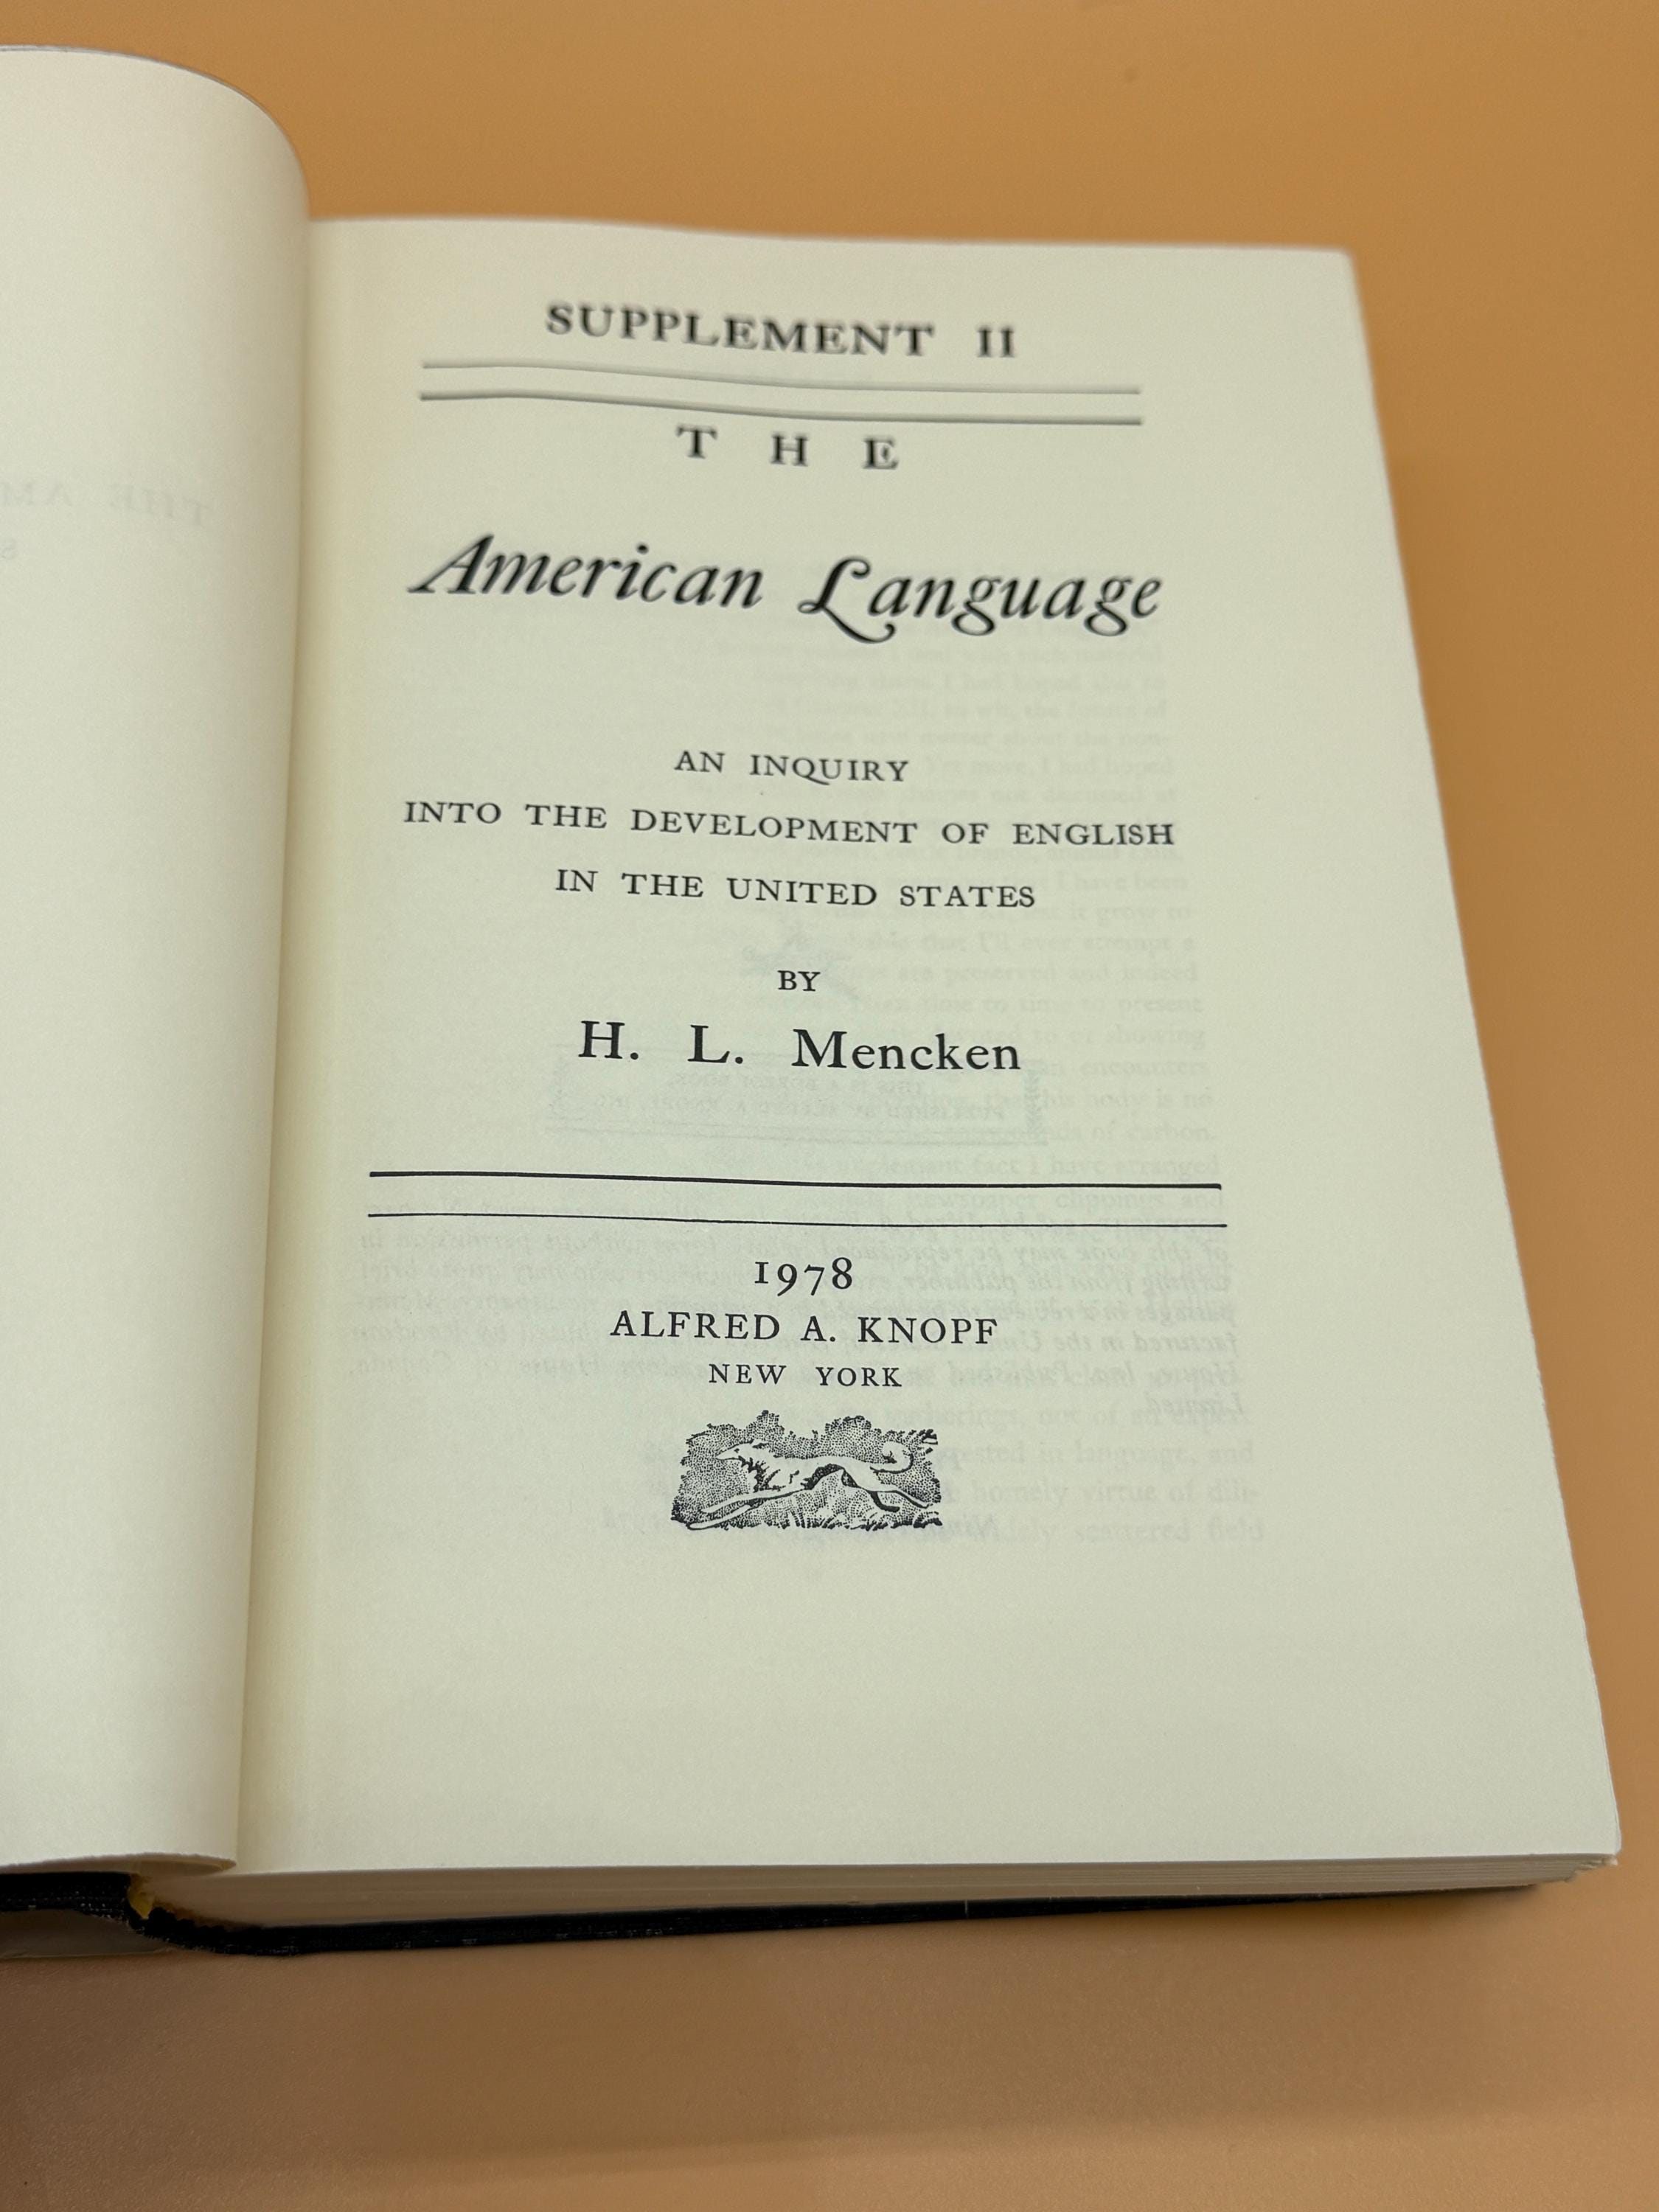 SUPPLEMENT II
THE
American Language
AN INQUIRY
INTO THE DEVELOPMENT OF ENGLISH
IN THE UNITED STATES
BY
H. L. Mencken
1978
ALFRED A. KNOPF
NEW YORK